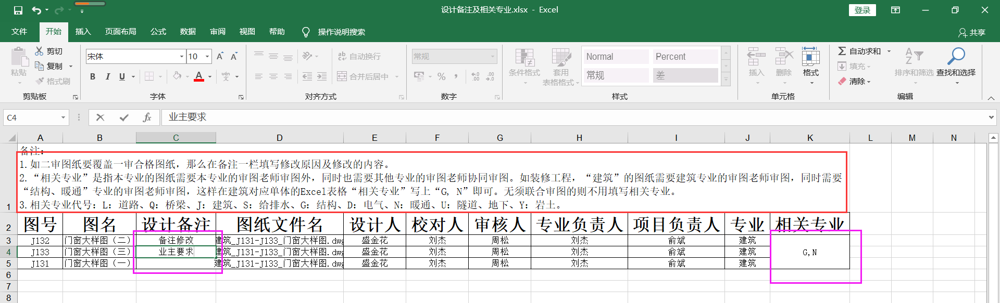 设计备注及相关专业.xlsx - Excel
登录
文件 开始 插入 页面布局 公式 数据 审阅 视图 帮助 操作说明搜索 共享
粘贴 剪切 复制 格式刷 剪贴板
宋体 10
B I U A wén 文 字体
ab 自动换行 合并后居中 对齐方式
常规 % 数字
条件格式 套用 表格格式
Normal Percent
常规 差
样式
插入 删除 格式 单元格
Σ 自动求和 填充 清除 排序和筛选 查找和选择 编辑
C4 fx 业主要求
A B C D E F G H I J K L M N
备注:
1.如二审图纸要覆盖一审合格图纸，那么在备注一栏填写修改原因及修改的内容。
2.“相关专业”是指本专业的图纸需要本专业的审图老师审图外，同时也需要其他专业的审图老师协同审图。如装修工程，“建筑”的图纸需要建筑专业的审图老师审图，同时需要
“结构、暖通”专业的审图老师审图，这样在建筑对应单体的Excel表格“相关专业”写上“G,N”即可。无须联合审图的则不用填写相关专业。
1 3.相关专业代号：L：道路、Q：桥梁、J：建筑、S：给排水、G：结构、D：电气、N：暖通、U：隧道、地下、Y：岩土。
2 图号 图名 设计备注 图纸文件名 设计人 校对人 审核人 专业负责人 项目负责人 专业 相关专业
3 J132 门窗大样图（二） 备注修改 建筑_J131-J133_门窗大样图.dwg 盛金花 刘杰 周松 刘杰 俞斌 建筑
4 J133 门窗大样图（三） 业主要求 建筑_J131-J133_门窗大样图.dwg 盛金花 刘杰 周松 刘杰 俞斌 建筑 G,N
5 J131 门窗大样图（一） 建筑_J131-J133_门窗大样图.dwg 盛金花 刘杰 周松 刘杰 俞斌 建筑
6
7
8